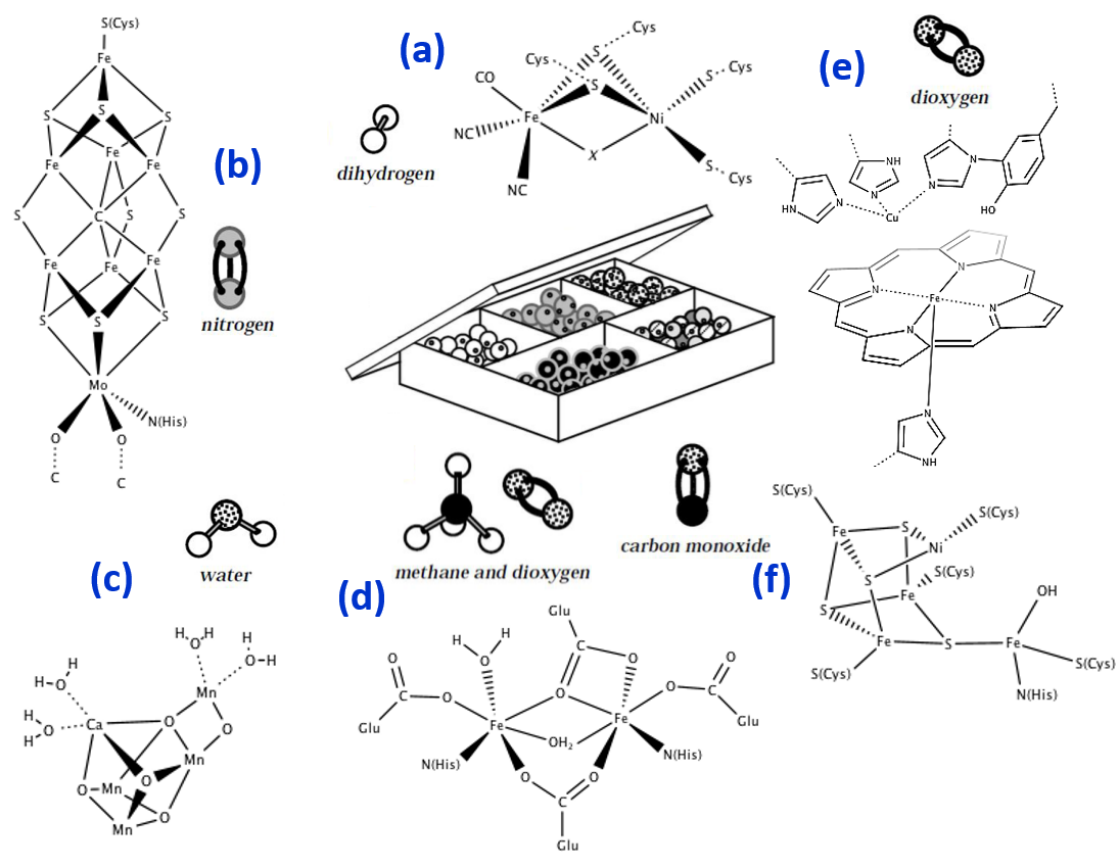 S(Cys)
Fe
S
S
S
Fe
Fe
Fe
S
C
S
S
Fe
Fe
Fe
S
S
S
Mo
N(His)
O
O
C
C
(b)
nitrogen
(a)
dihydrogen
Cys
S
Cys
S
CO
S
Cys
NC
Fe
Ni
X
S
NC
Cys
(e)
dioxygen
NH
N
HN
N
N
N
Cu
HO
N
N
N
Fe
N
N
NH
(c)
water
H
H
O
H
O
H
H
H
O
Mn
H
O
H
Ca
O
O
Mn
O
O
Mn
O
Mn
methane and dioxygen
carbon monoxide
(d)
Glu
H
H
O
O
C
O
O
C
O
O
O
C
Glu
Fe
Fe
Glu
OH2
N(His)
N(His)
O
O
C
Glu
(f)
S(Cys)
S(Cys)
Fe
S
Ni
S
S(Cys)
Fe
OH
S
Fe
S
Fe
S(Cys)
S(Cys)
N(His)